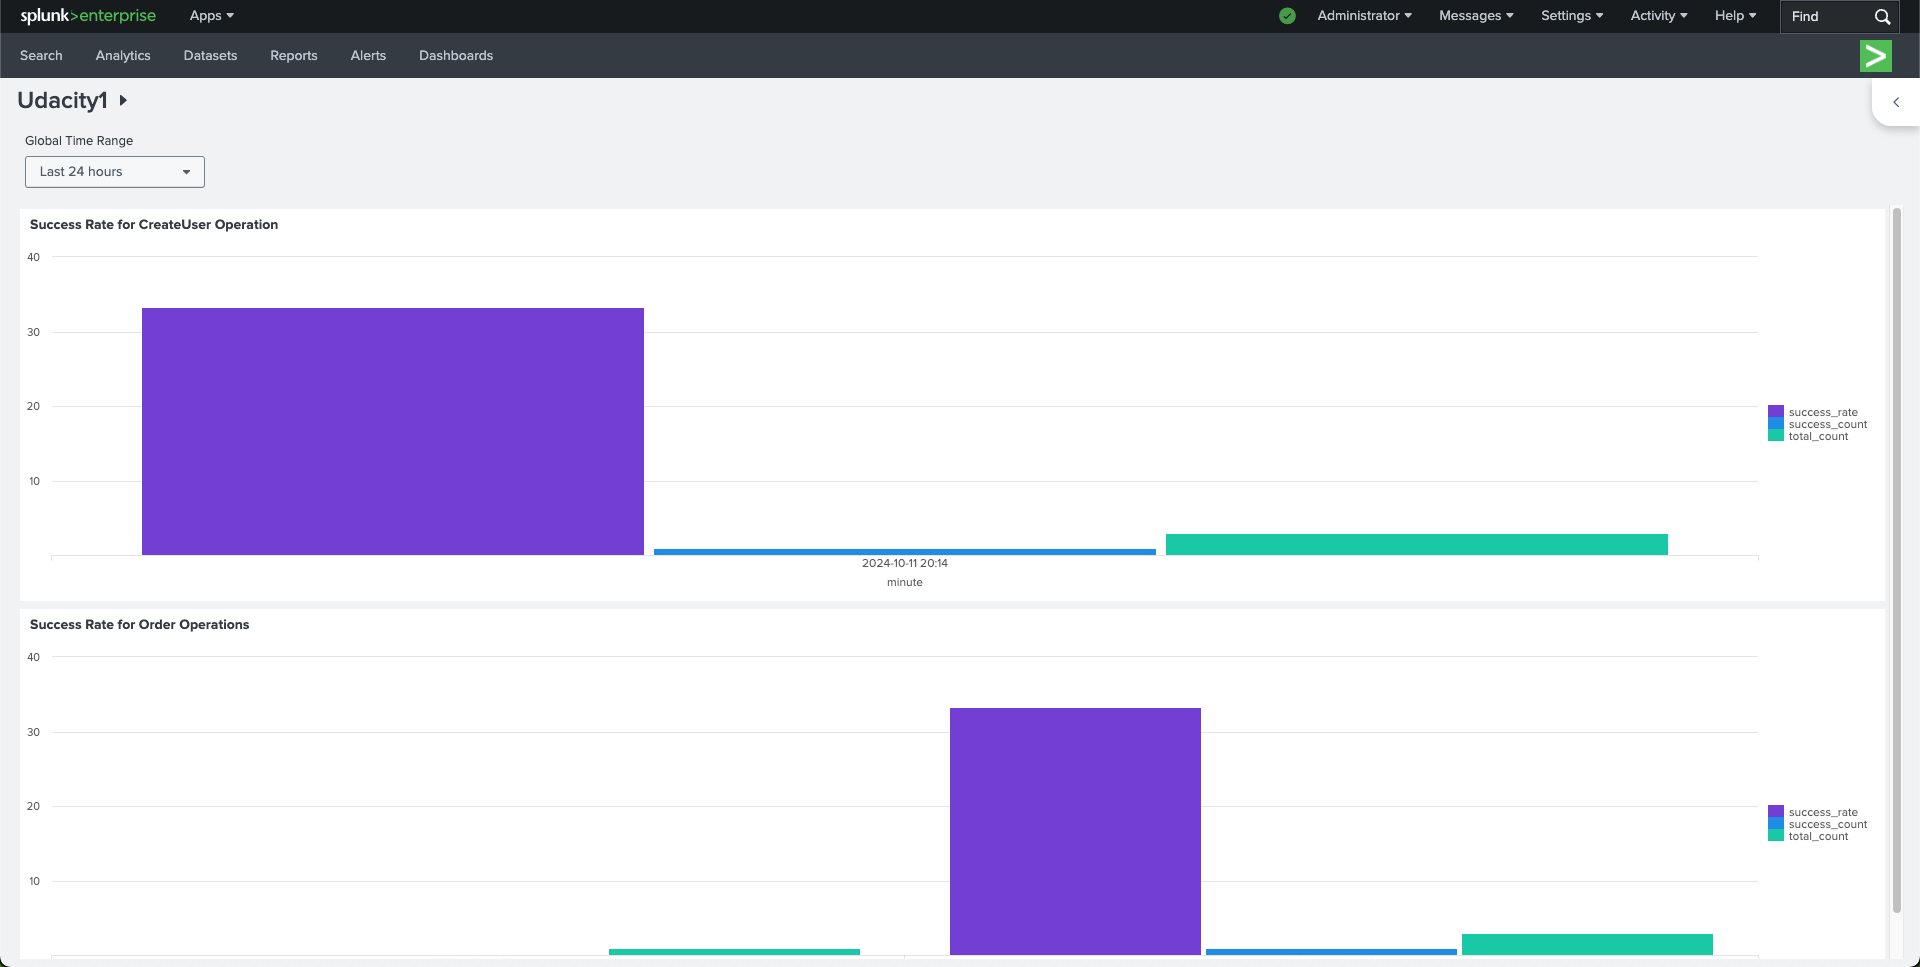 splunk>enterprise Apps Administrator Messages Settings Activity Help Find
Search Analytics Datasets Reports Alerts Dashboards
Udacity1
Global Time Range
Last 24 hours
Success Rate for CreateUser Operation
40
30
20
10
success_rate
success_count
total_count
2024-10-11 20:14
minute
Success Rate for Order Operations
40
30
20
10
success_rate
success_count
total_count